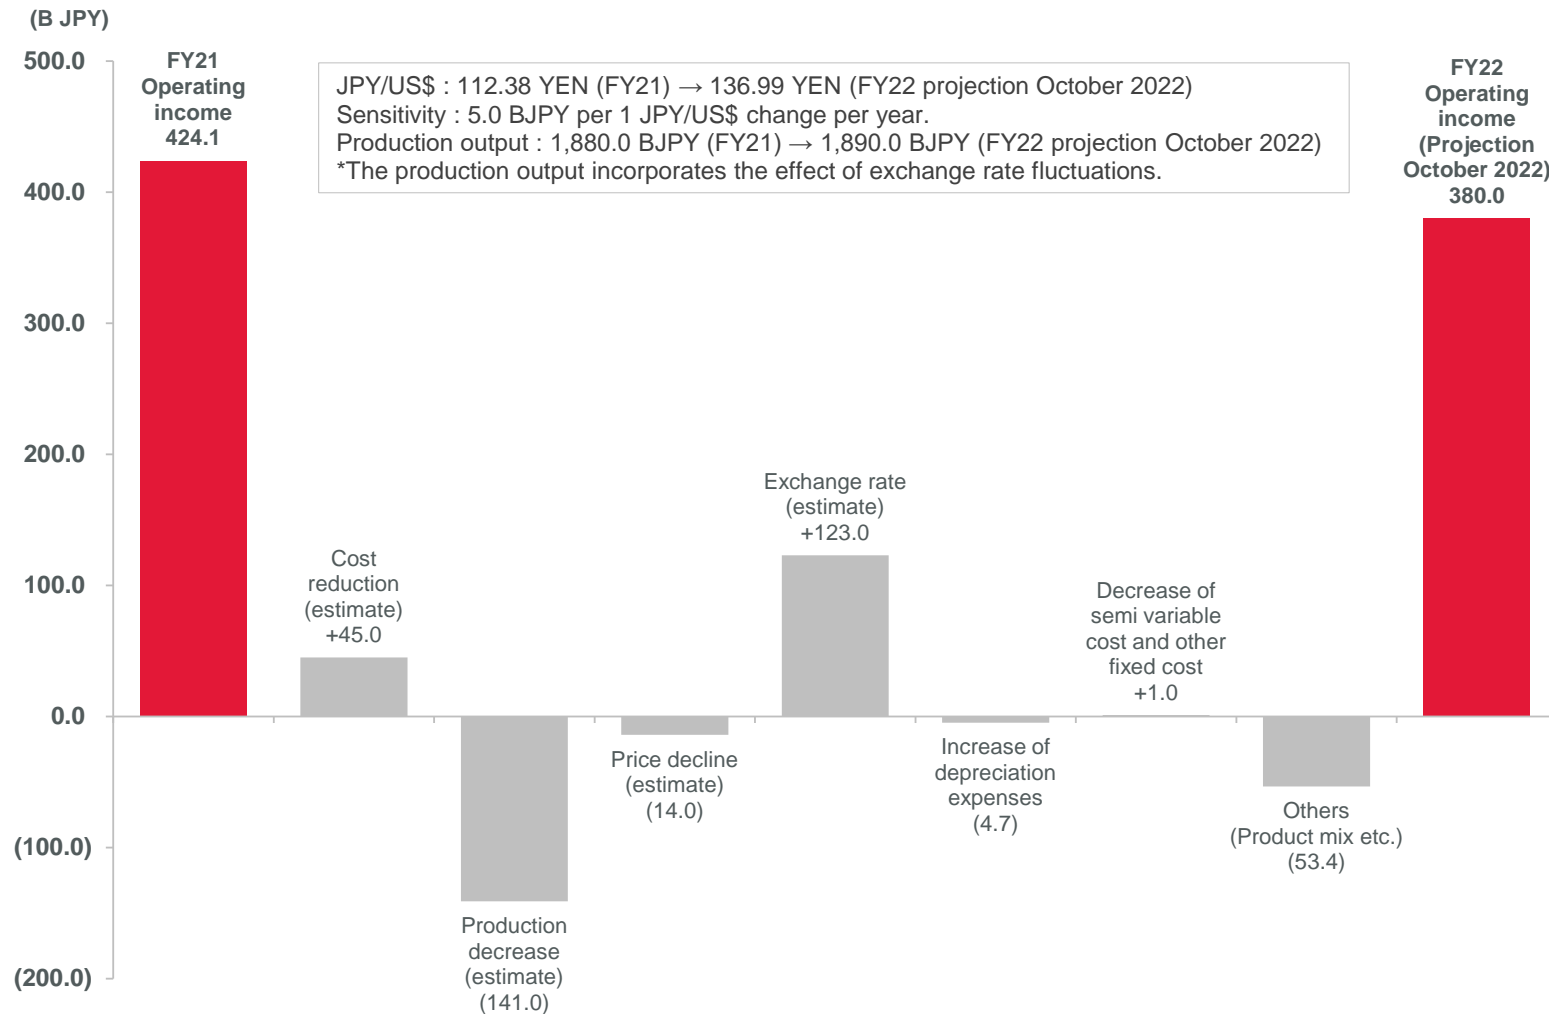 (B JPY)
500.0
400.0
300.0
200.0
100.0
0.0
(100.0)
(200.0)
FY21
Operating
income
424.1
JPY/US$ : 112.38 YEN (FY21) → 136.99 YEN (FY22 projection October 2022)
Sensitivity : 5.0 BJPY per 1 JPY/US$ change per year.
Production output : 1,880.0 BJPY (FY21) → 1,890.0 BJPY (FY22 projection October 2022)
*The production output incorporates the effect of exchange rate fluctuations.
Cost
reduction
(estimate)
+45.0
Production
decrease
(estimate)
(141.0)
Price decline
(estimate)
(14.0)
Exchange rate
(estimate)
+123.0
Increase of
depreciation
expenses
(4.7)
Decrease of
semi variable
cost and other
fixed cost
+1.0
Others
(Product mix etc.)
(53.4)
FY22
Operating
income
(Projection
October 2022)
380.0